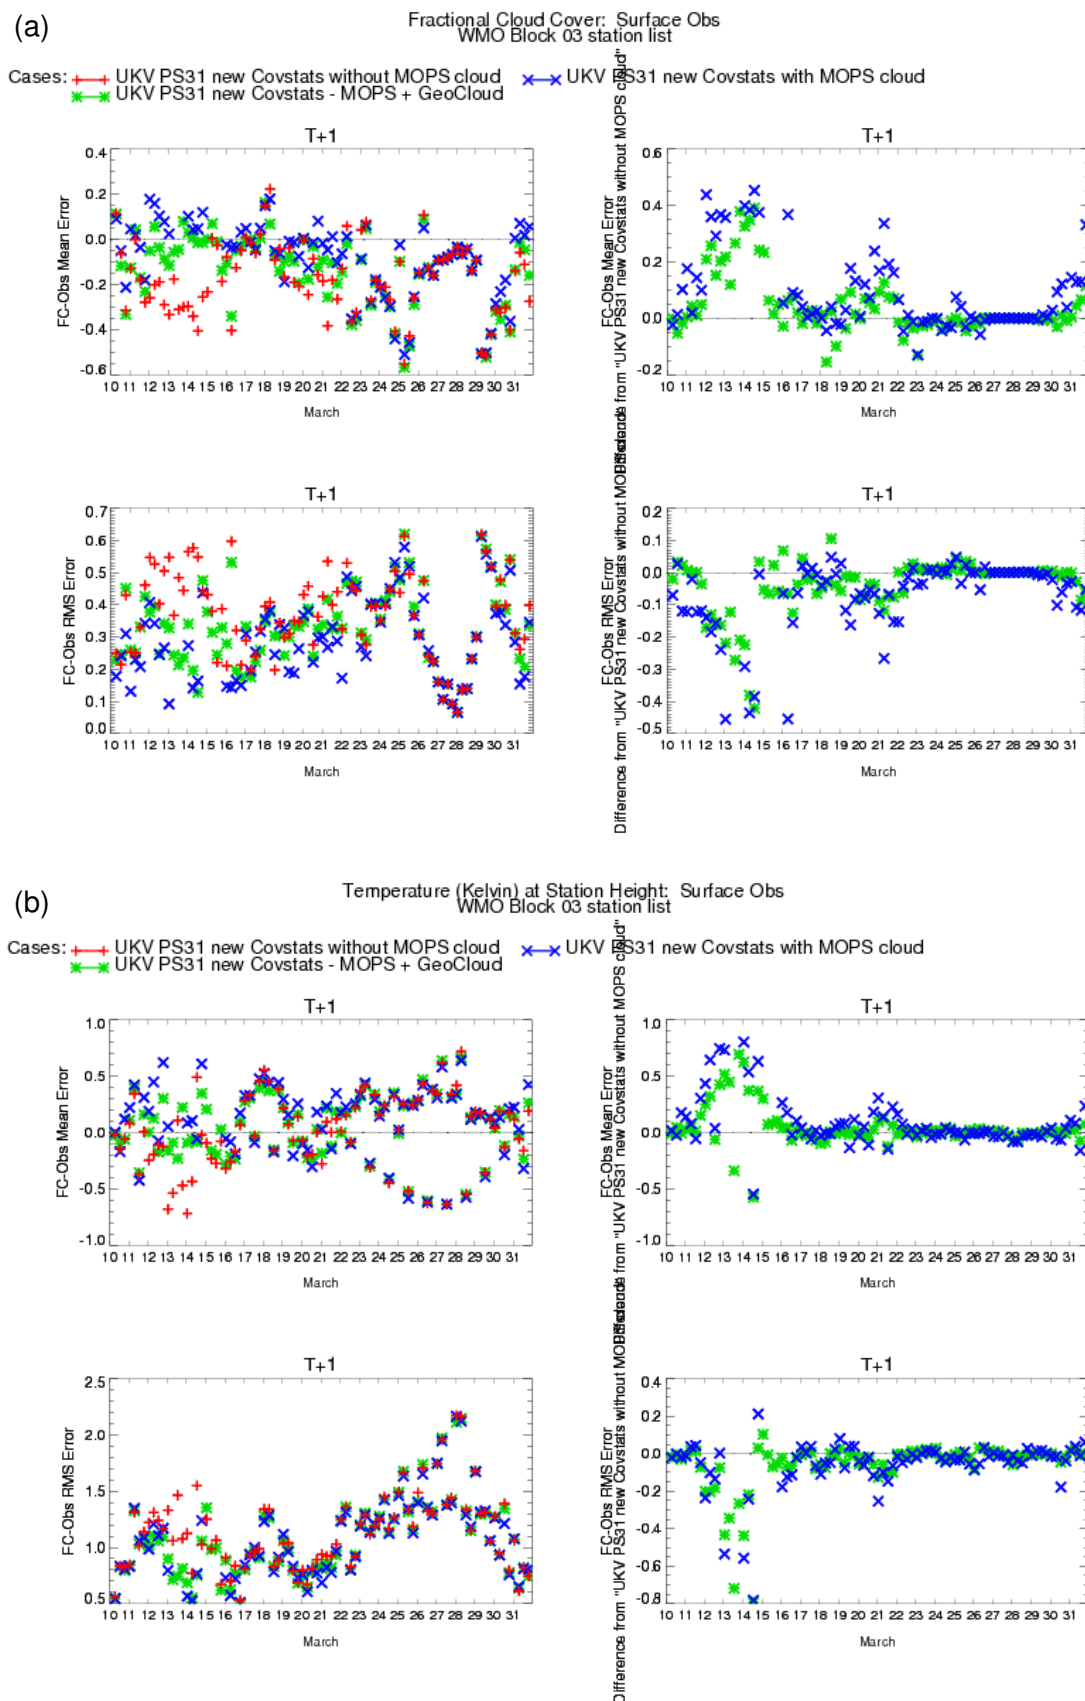 (a)
Fractional Cloud Cover: Surface Obs
WMO Block 03 station list
Cases: UKV PS31 new Covstats without MOPS cloud UKV PS31 new Covstats with MOPS cloud
UKV PS31 new Covstats - MOPS + GeoCloud
T+1
FC-Obs Mean Error
0.4
0.2
0.0
-0.2
-0.4
-0.6
10 11 12 13 14 15 16 17 18 19 20 21 22 23 24 25 26 27 28 29 30 31
March
T+1
FC-Obs Mean Error
Difference from "UKV PS31 new Covstats without MOPS cloud"
0.6
0.4
0.2
0.0
-0.2
10 11 12 13 14 15 16 17 18 19 20 21 22 23 24 25 26 27 28 29 30 31
March
T+1
FC-Obs RMS Error
0.7
0.6
0.5
0.4
0.3
0.2
0.1
0.0
10 11 12 13 14 15 16 17 18 19 20 21 22 23 24 25 26 27 28 29 30 31
March
T+1
FC-Obs RMS Error
Difference from "UKV PS31 new Covstats without MOPS
0.2
0.1
0.0
-0.1
-0.2
-0.3
-0.4
-0.5
10 11 12 13 14 15 16 17 18 19 20 21 22 23 24 25 26 27 28 29 30 31
March
(b)
Temperature (Kelvin) at Station Height: Surface Obs
WMO Block 03 station list
Cases: UKV PS31 new Covstats without MOPS cloud UKV PS31 new Covstats with MOPS cloud
UKV PS31 new Covstats - MOPS + GeoCloud
T+1
FC-Obs Mean Error
1.0
0.5
0.0
-0.5
-1.0
10 11 12 13 14 15 16 17 18 19 20 21 22 23 24 25 26 27 28 29 30 31
March
T+1
FC-Obs Mean Error
Difference from "UKV PS31 new Covstats without MOPS cloud"
1.0
0.5
0.0
-0.5
-1.0
10 11 12 13 14 15 16 17 18 19 20 21 22 23 24 25 26 27 28 29 30 31
March
T+1
FC-Obs RMS Error
2.5
2.0
1.5
1.0
0.5
10 11 12 13 14 15 16 17 18 19 20 21 22 23 24 25 26 27 28 29 30 31
March
T+1
FC-Obs RMS Error
Difference from "UKV PS31 new Covstats without MOPS
0.4
0.2
0.0
-0.2
-0.4
-0.6
-0.8
10 11 12 13 14 15 16 17 18 19 20 21 22 23 24 25 26 27 28 29 30 31
March